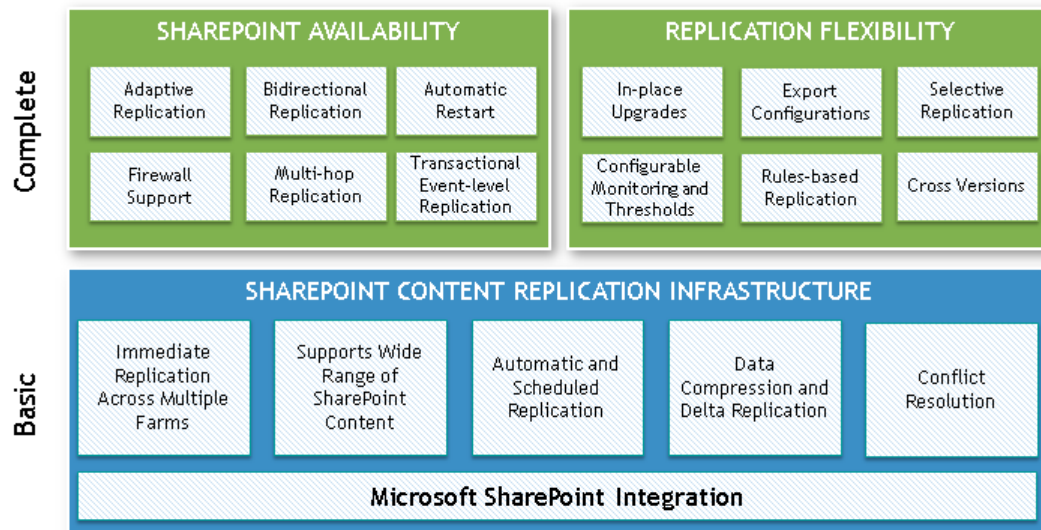 Complete
SHAREPOINT AVAILABILITY
Adaptive
Replication
Bidirectional
Replication
Automatic
Restart
Firewall
Support
Multi-hop
Replication
Transactional
Event-level
Replication
REPLICATION FLEXIBILITY
In-place
Upgrades
Export
Configurations
Selective
Replication
Configurable
Monitoring and
Thresholds
Rules-based
Replication
Cross Versions
Basic
SHAREPOINT CONTENT REPLICATION INFRASTRUCTURE
Immediate
Replication
Across Multiple
Farms
Supports Wide
Range of
SharePoint
Content
Automatic and
Scheduled
Replication
Data
Compression and
Delta Replication
Conflict
Resolution
Microsoft SharePoint Integration